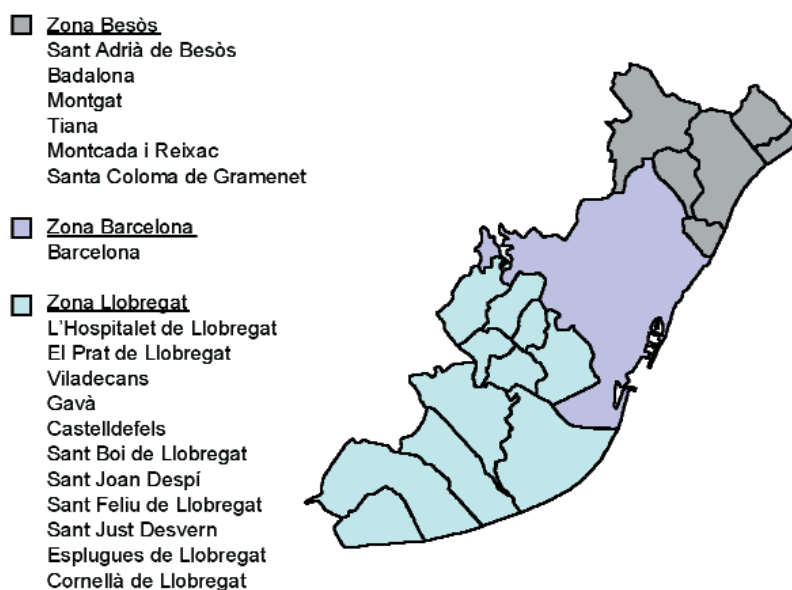 Zona Besòs
Sant Adrià de Besòs
Badalona
Montgat
Tiana
Montcada i Reixac
Santa Coloma de Gramenet
Zona Barcelona
Barcelona
Zona Llobregat
L'Hospitalet de Llobregat
El Prat de Llobregat
Viladecans
Gavà
Castelldefels
Sant Boi de Llobregat
Sant Joan Despí
Sant Feliu de Llobregat
Sant Just Desvern
Esplugues de Llobregat
Cornellà de Llobregat